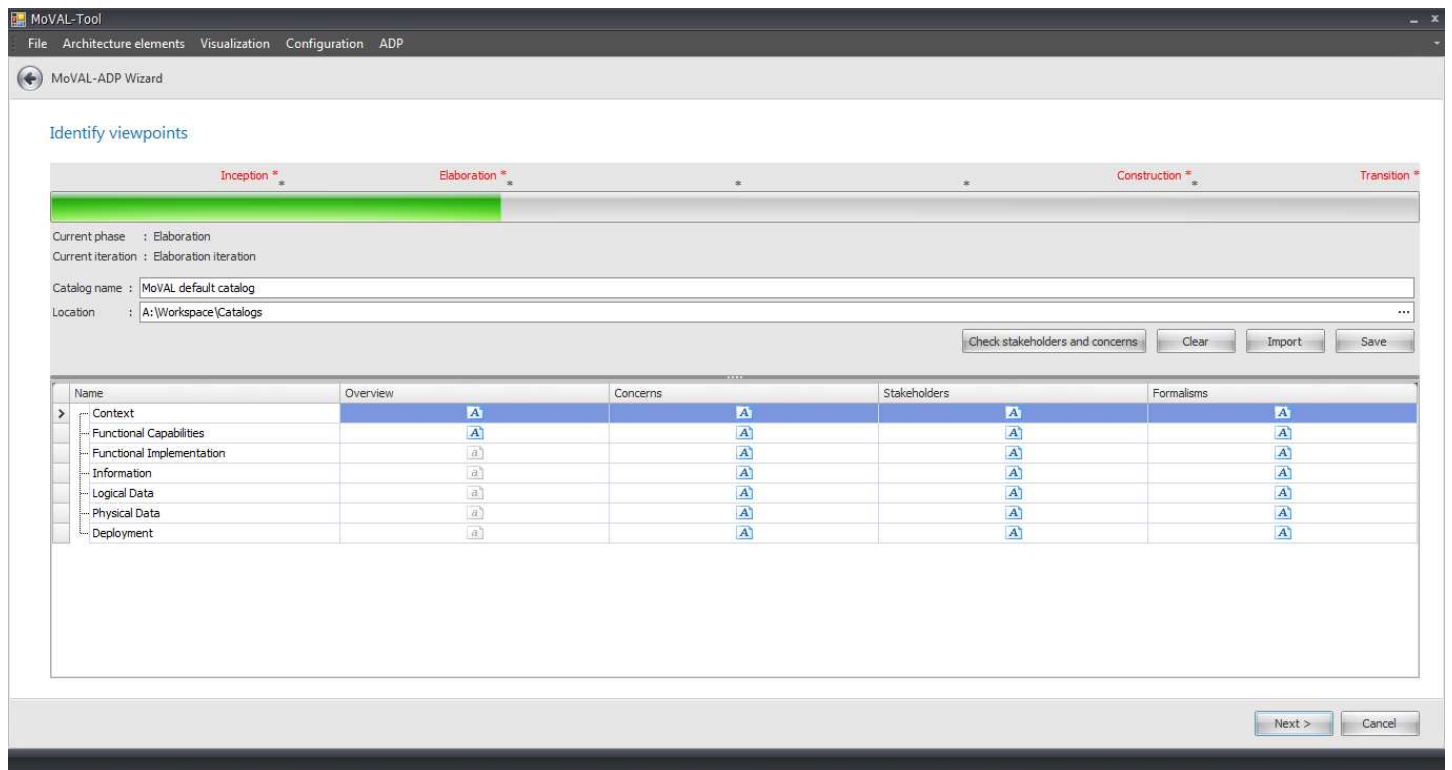 MoVAL-Tool
File Architecture elements Visualization Configuration ADP
MoVAL-ADP Wizard
Identify viewpoints
Inception * * Elaboration * * * * Construction * * Transition *
Current phase : Elaboration
Current iteration : Elaboration iteration
Catalog name : MoVAL default catalog
Location : A:\Workspace\Catalogs ...
Check stakeholders and concerns Clear Import Save
Name Overview Concerns Stakeholders Formalisms
Context A A A A
Functional Capabilities A A A A
Functional Implementation a A A A
Information a A A A
Logical Data a A A A
Physical Data a A A A
Deployment a A A A
Next > Cancel